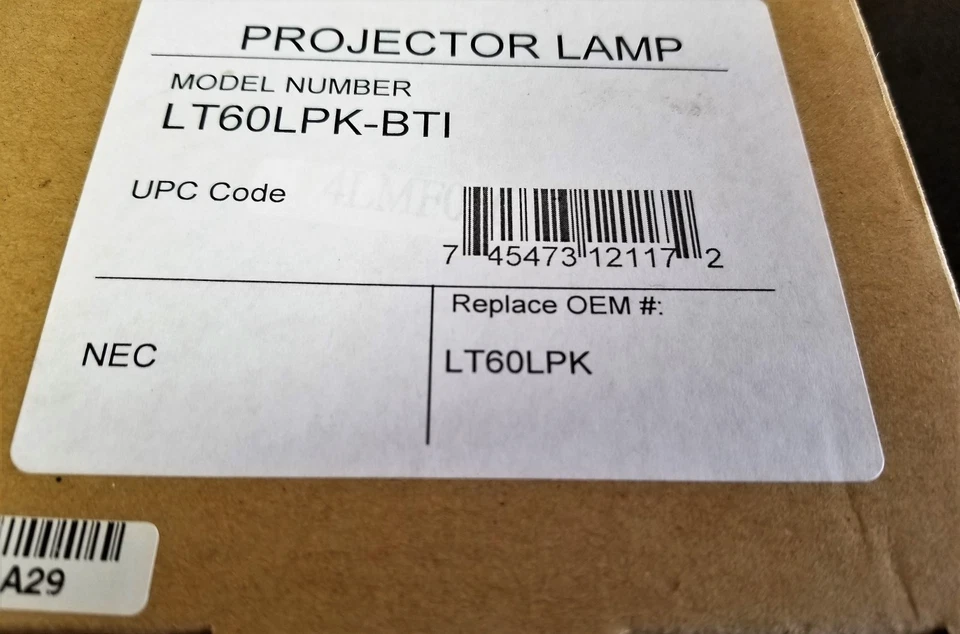 PROJECTOR LAMP
MODEL NUMBER
LT60LPK-BTI
UPC Code
7 45473 12117 2
Replace OEM #:
NEC
LT60LPK
A29